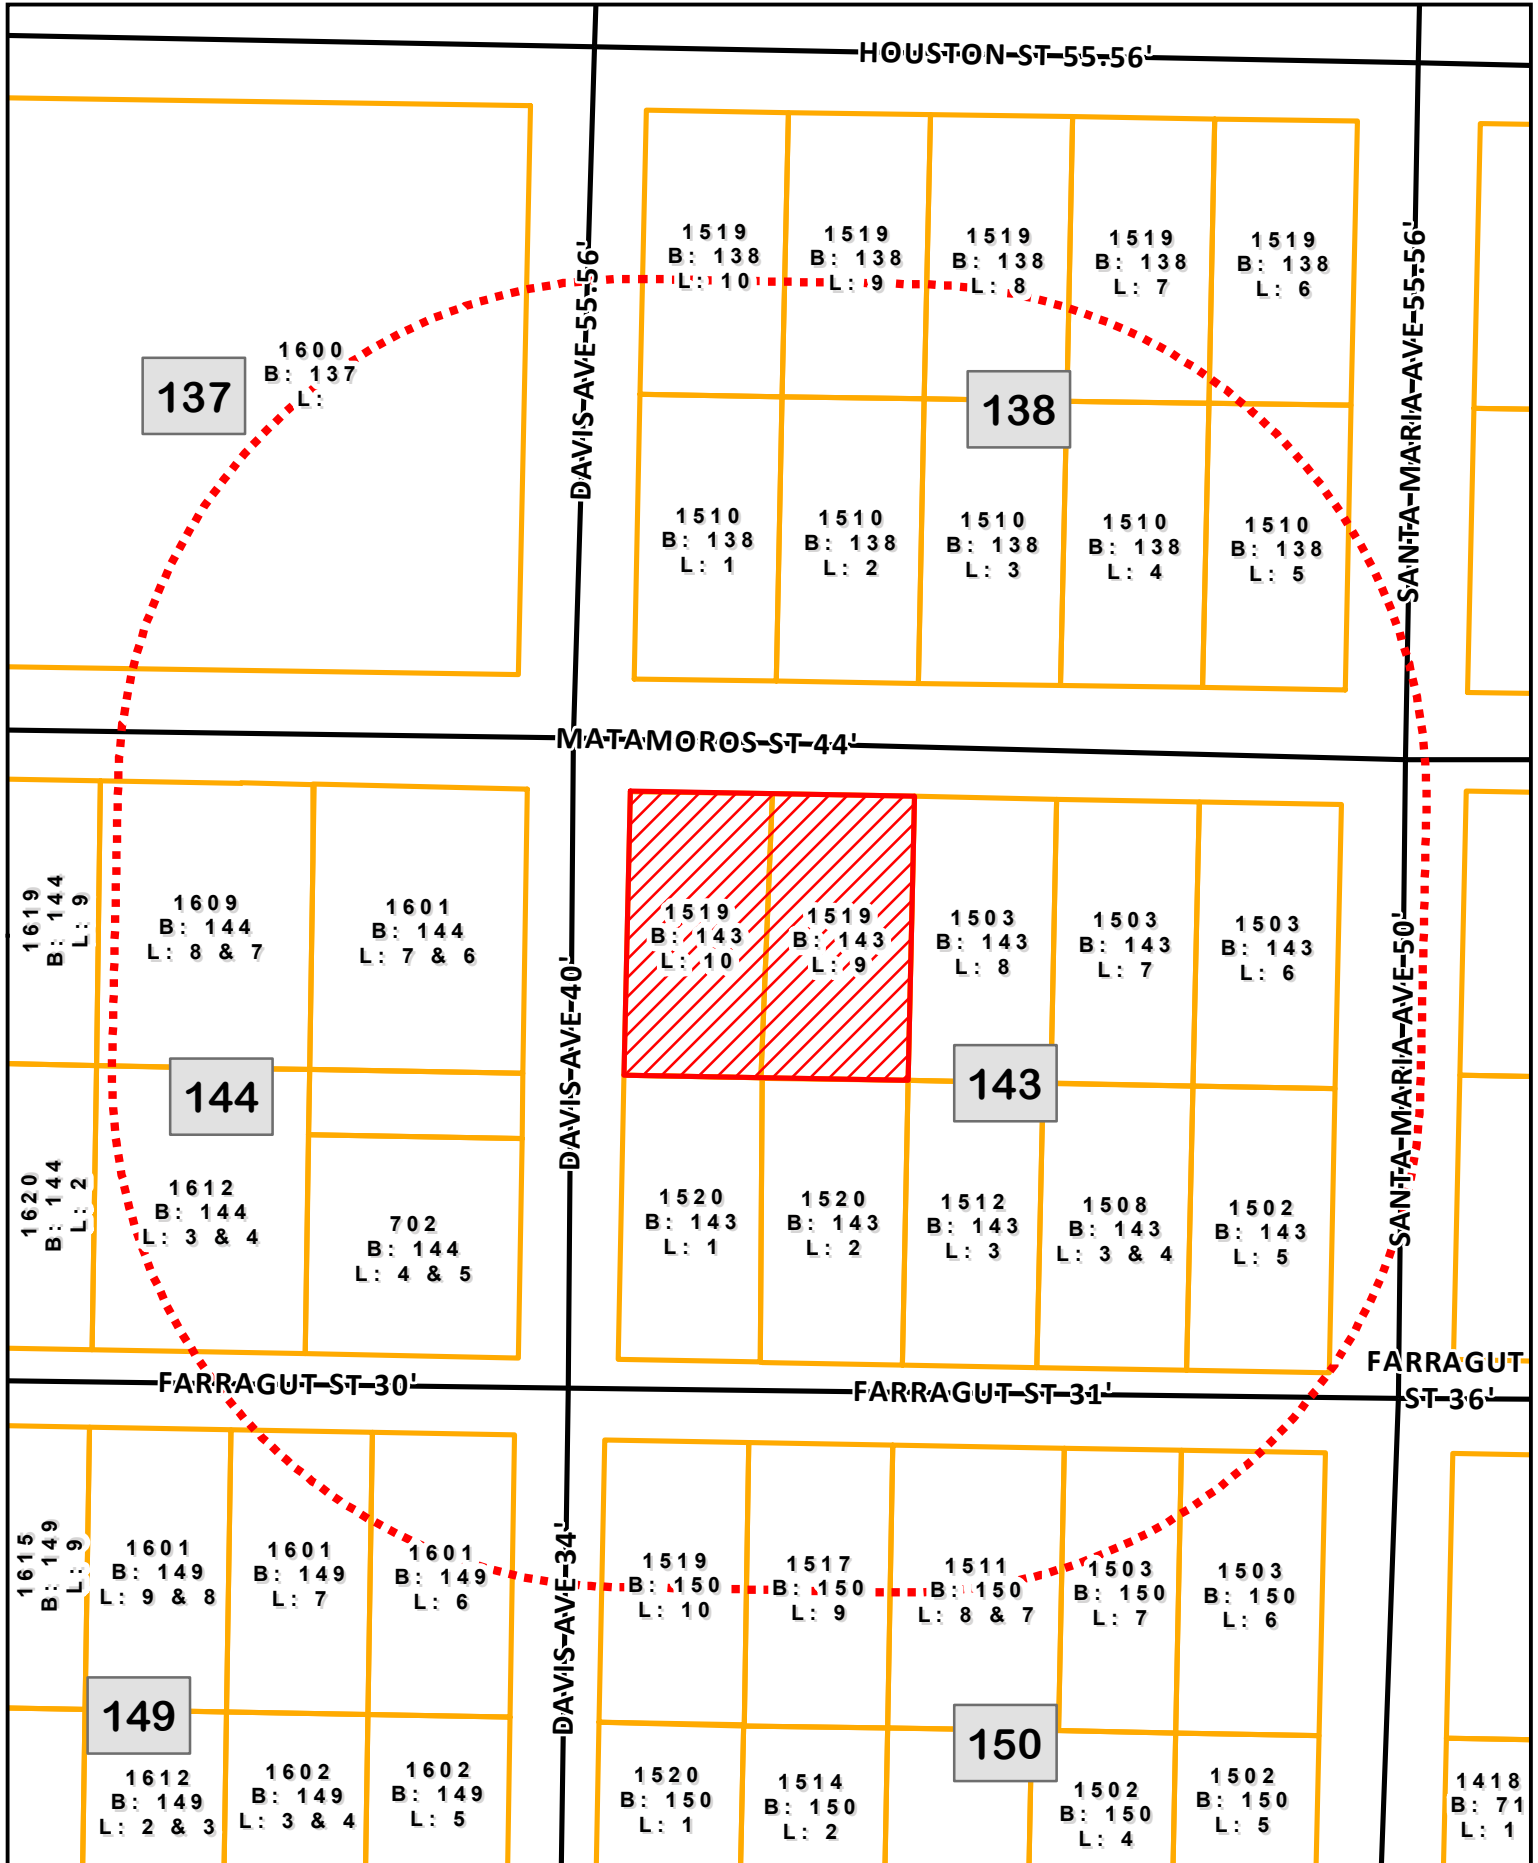 HOUSTON ST 55.56'
DAVIS AVE 55.56'
SANTA MARIA AVE 55.56'
1519
B: 138
L: 10
1519
B: 138
L: 9
1519
B: 138
L: 8
1519
B: 138
L: 7
1519
B: 138
L: 6
1600
B: 137
L:
137
138
1510
B: 138
L: 1
1510
B: 138
L: 2
1510
B: 138
L: 3
1510
B: 138
L: 4
1510
B: 138
L: 5
MATAMOROS ST 44'
1619
B: 144
L: 9
1609
B: 144
L: 8 & 7
1601
B: 144
L: 7 & 6
DAVIS AVE 40'
1519
B: 143
L: 10
1519
B: 143
L: 9
1503
B: 143
L: 8
1503
B: 143
L: 7
1503
B: 143
L: 6
SANTA MARIA AVE 50'
144
143
1620
B: 144
L: 2
1612
B: 144
L: 3 & 4
702
B: 144
L: 4 & 5
1520
B: 143
L: 1
1520
B: 143
L: 2
1512
B: 143
L: 3
1508
B: 143
L: 3 & 4
1502
B: 143
L: 5
FARRAGUT ST 30'
FARRAGUT ST 31'
FARRAGUT
ST 36'
1615
B: 149
L: 9
1601
B: 149
L: 9 & 8
1601
B: 149
L: 7
1601
B: 149
L: 6
DAVIS AVE 34'
1519
B: 150
L: 10
1517
B: 150
L: 9
1511
B: 150
L: 8 & 7
1503
B: 150
L: 7
1503
B: 150
L: 6
149
150
1612
B: 149
L: 2 & 3
1602
B: 149
L: 3 & 4
1602
B: 149
L: 5
1520
B: 150
L: 1
1514
B: 150
L: 2
1502
B: 150
L: 4
1502
B: 150
L: 5
1418
B: 71
L: 1